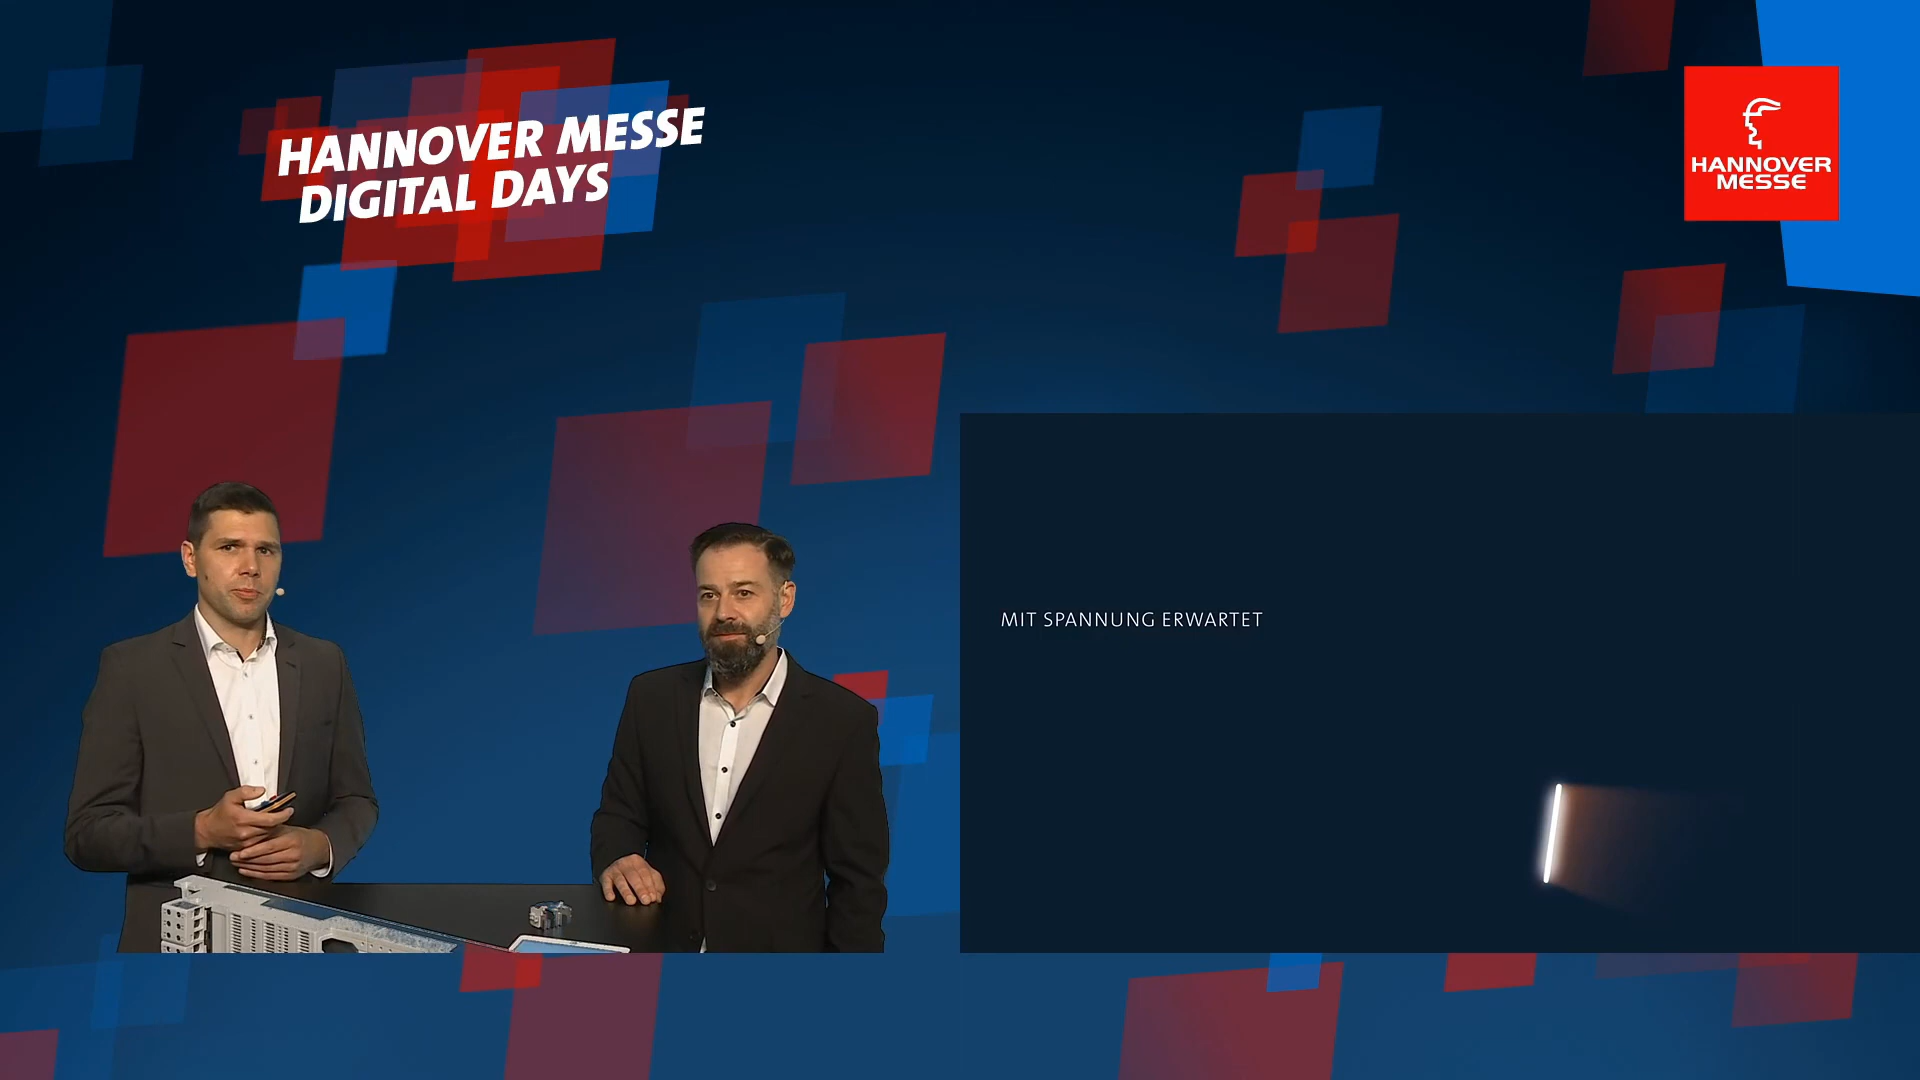 HANNOVER MESSE
DIGITAL DAYS
HANNOVER
MESSE
MIT SPANNUNG ERWARTET